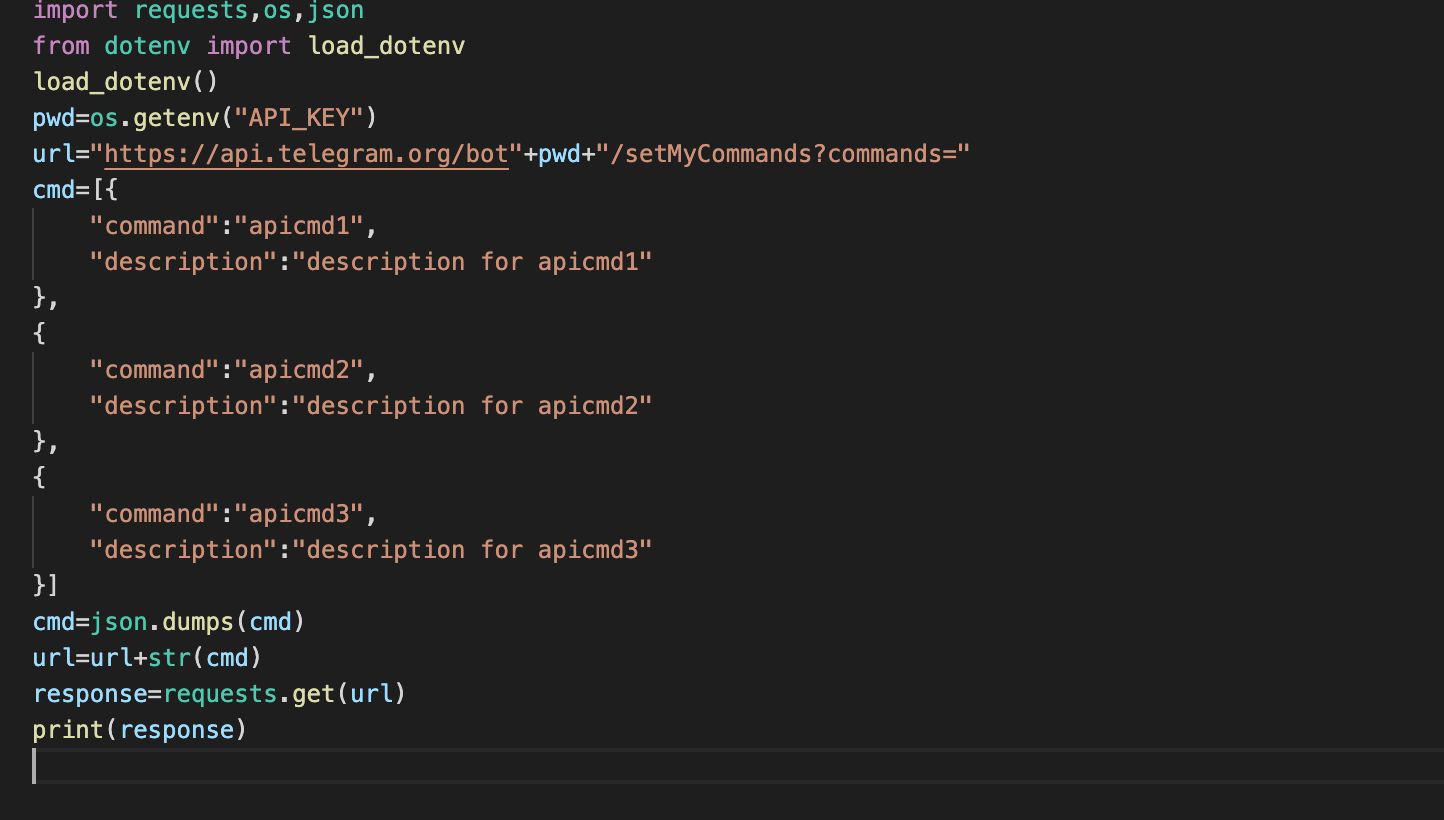 import requests,os,json
from dotenv import load_dotenv
load_dotenv()
pwd=os.getenv("API_KEY")
url="https://api.telegram.org/bot"+pwd+"/setMyCommands?commands="
cmd=[{
    "command":"apicmd1",
    "description":"description for apicmd1"
},
{
    "command":"apicmd2",
    "description":"description for apicmd2"
},
{
    "command":"apicmd3",
    "description":"description for apicmd3"
}]
cmd=json.dumps(cmd)
url=url+str(cmd)
response=requests.get(url)
print(response)